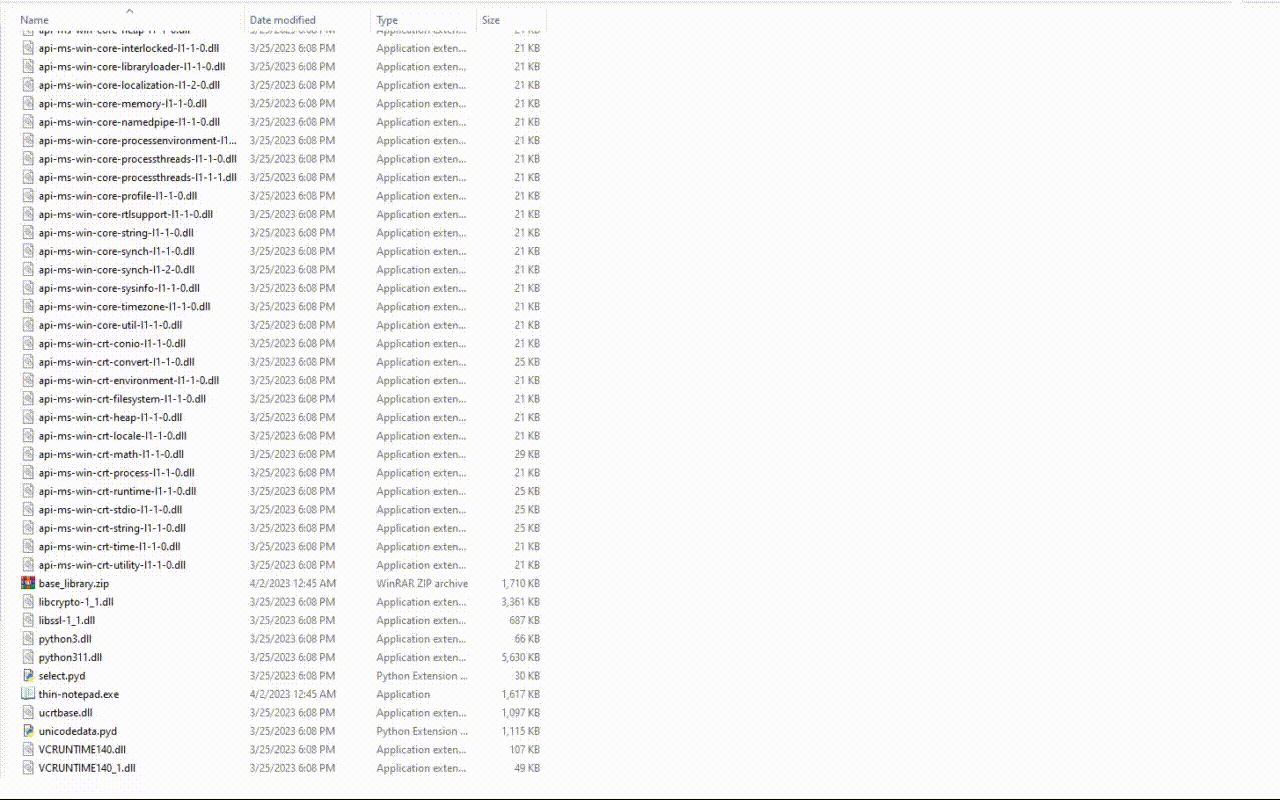 Name Date modified Type Size
api-ms-win-core-heap-l1-1-0.dll 3/25/2023 6:08 PM Application exten... 21 KB
api-ms-win-core-interlocked-l1-1-0.dll 3/25/2023 6:08 PM Application exten... 21 KB
api-ms-win-core-libraryloader-l1-1-0.dll 3/25/2023 6:08 PM Application exten... 21 KB
api-ms-win-core-localization-l1-2-0.dll 3/25/2023 6:08 PM Application exten... 21 KB
api-ms-win-core-memory-l1-1-0.dll 3/25/2023 6:08 PM Application exten... 21 KB
api-ms-win-core-namedpipe-l1-1-0.dll 3/25/2023 6:08 PM Application exten... 21 KB
api-ms-win-core-processenvironment-l1... 3/25/2023 6:08 PM Application exten... 21 KB
api-ms-win-core-processthreads-l1-1-0.dll 3/25/2023 6:08 PM Application exten... 21 KB
api-ms-win-core-processthreads-l1-1-1.dll 3/25/2023 6:08 PM Application exten... 21 KB
api-ms-win-core-profile-l1-1-0.dll 3/25/2023 6:08 PM Application exten... 21 KB
api-ms-win-core-rtlsupport-l1-1-0.dll 3/25/2023 6:08 PM Application exten... 21 KB
api-ms-win-core-string-l1-1-0.dll 3/25/2023 6:08 PM Application exten... 21 KB
api-ms-win-core-synch-l1-1-0.dll 3/25/2023 6:08 PM Application exten... 21 KB
api-ms-win-core-synch-l1-2-0.dll 3/25/2023 6:08 PM Application exten... 21 KB
api-ms-win-core-sysinfo-l1-1-0.dll 3/25/2023 6:08 PM Application exten... 21 KB
api-ms-win-core-timezone-l1-1-0.dll 3/25/2023 6:08 PM Application exten... 21 KB
api-ms-win-core-util-l1-1-0.dll 3/25/2023 6:08 PM Application exten... 21 KB
api-ms-win-crt-conio-l1-1-0.dll 3/25/2023 6:08 PM Application exten... 21 KB
api-ms-win-crt-convert-l1-1-0.dll 3/25/2023 6:08 PM Application exten... 25 KB
api-ms-win-crt-environment-l1-1-0.dll 3/25/2023 6:08 PM Application exten... 21 KB
api-ms-win-crt-filesystem-l1-1-0.dll 3/25/2023 6:08 PM Application exten... 21 KB
api-ms-win-crt-heap-l1-1-0.dll 3/25/2023 6:08 PM Application exten... 21 KB
api-ms-win-crt-locale-l1-1-0.dll 3/25/2023 6:08 PM Application exten... 21 KB
api-ms-win-crt-math-l1-1-0.dll 3/25/2023 6:08 PM Application exten... 29 KB
api-ms-win-crt-process-l1-1-0.dll 3/25/2023 6:08 PM Application exten... 21 KB
api-ms-win-crt-runtime-l1-1-0.dll 3/25/2023 6:08 PM Application exten... 25 KB
api-ms-win-crt-stdio-l1-1-0.dll 3/25/2023 6:08 PM Application exten... 25 KB
api-ms-win-crt-string-l1-1-0.dll 3/25/2023 6:08 PM Application exten... 25 KB
api-ms-win-crt-time-l1-1-0.dll 3/25/2023 6:08 PM Application exten... 21 KB
api-ms-win-crt-utility-l1-1-0.dll 3/25/2023 6:08 PM Application exten... 21 KB
base_library.zip 4/2/2023 12:45 AM WinRAR ZIP archive 1,710 KB
libcrypto-1_1.dll 3/25/2023 6:08 PM Application exten... 3,361 KB
libssl-1_1.dll 3/25/2023 6:08 PM Application exten... 687 KB
python3.dll 3/25/2023 6:08 PM Application exten... 66 KB
python311.dll 3/25/2023 6:08 PM Application exten... 5,630 KB
select.pyd 3/25/2023 6:08 PM Python Extension ... 30 KB
thin-notepad.exe 4/2/2023 12:45 AM Application 1,617 KB
ucrtbase.dll 3/25/2023 6:08 PM Application exten... 1,097 KB
unicodedata.pyd 3/25/2023 6:08 PM Python Extension ... 1,115 KB
VCRUNTIME140.dll 3/25/2023 6:08 PM Application exten... 107 KB
VCRUNTIME140_1.dll 3/25/2023 6:08 PM Application exten... 49 KB